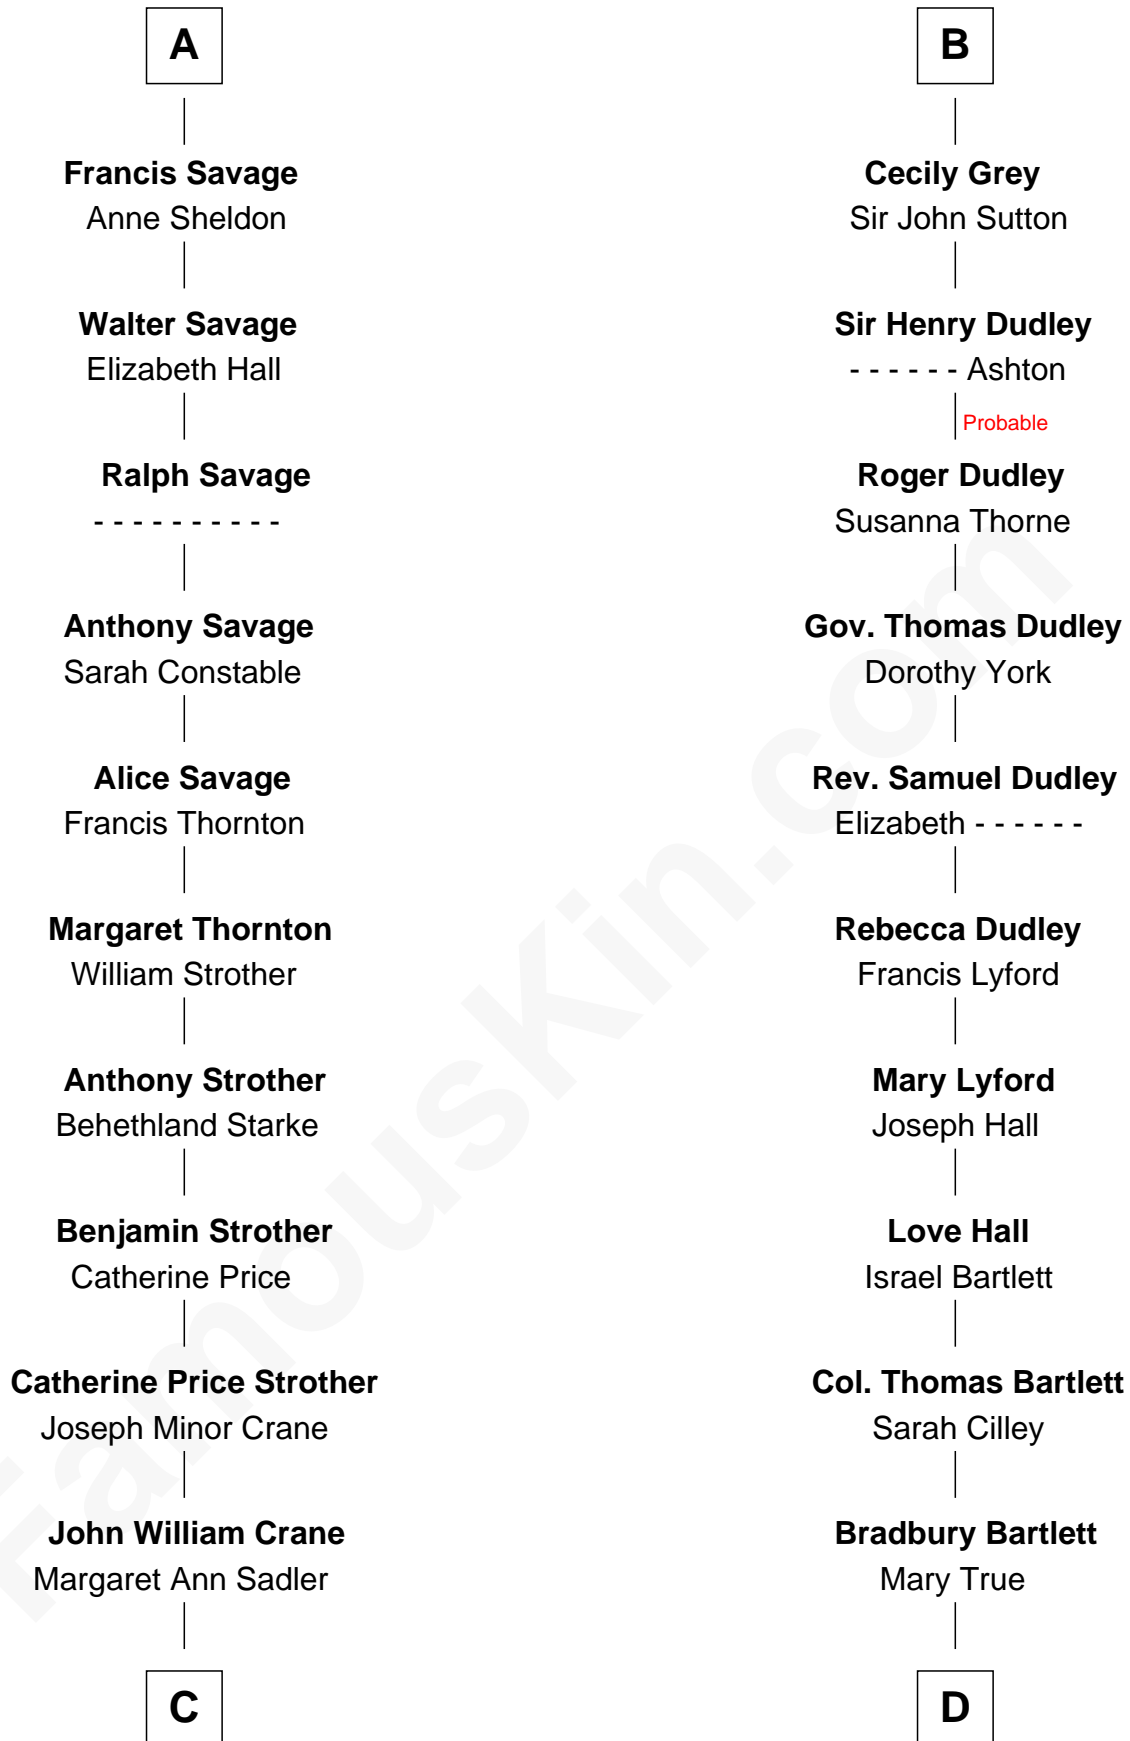 A
Francis Savage
Anne Sheldon
Walter Savage
Elizabeth Hall
Ralph Savage
- - - - - - - - - -
Anthony Savage
Sarah Constable
Alice Savage
Francis Thornton
Margaret Thornton
William Strother
Anthony Strother
Behethland Starke
Benjamin Strother
Catherine Price
Catherine Price Strother
Joseph Minor Crane
John William Crane
Margaret Ann Sadler
C
B
Cecily Grey
Sir John Sutton
Sir Henry Dudley
- - - - - - Ashton
Probable
Roger Dudley
Susanna Thorne
Gov. Thomas Dudley
Dorothy York
Rev. Samuel Dudley
Elizabeth - - - - - -
Rebecca Dudley
Francis Lyford
Mary Lyford
Joseph Hall
Love Hall
Israel Bartlett
Col. Thomas Bartlett
Sarah Cilley
Bradbury Bartlett
Mary True
D
FamousKin.com